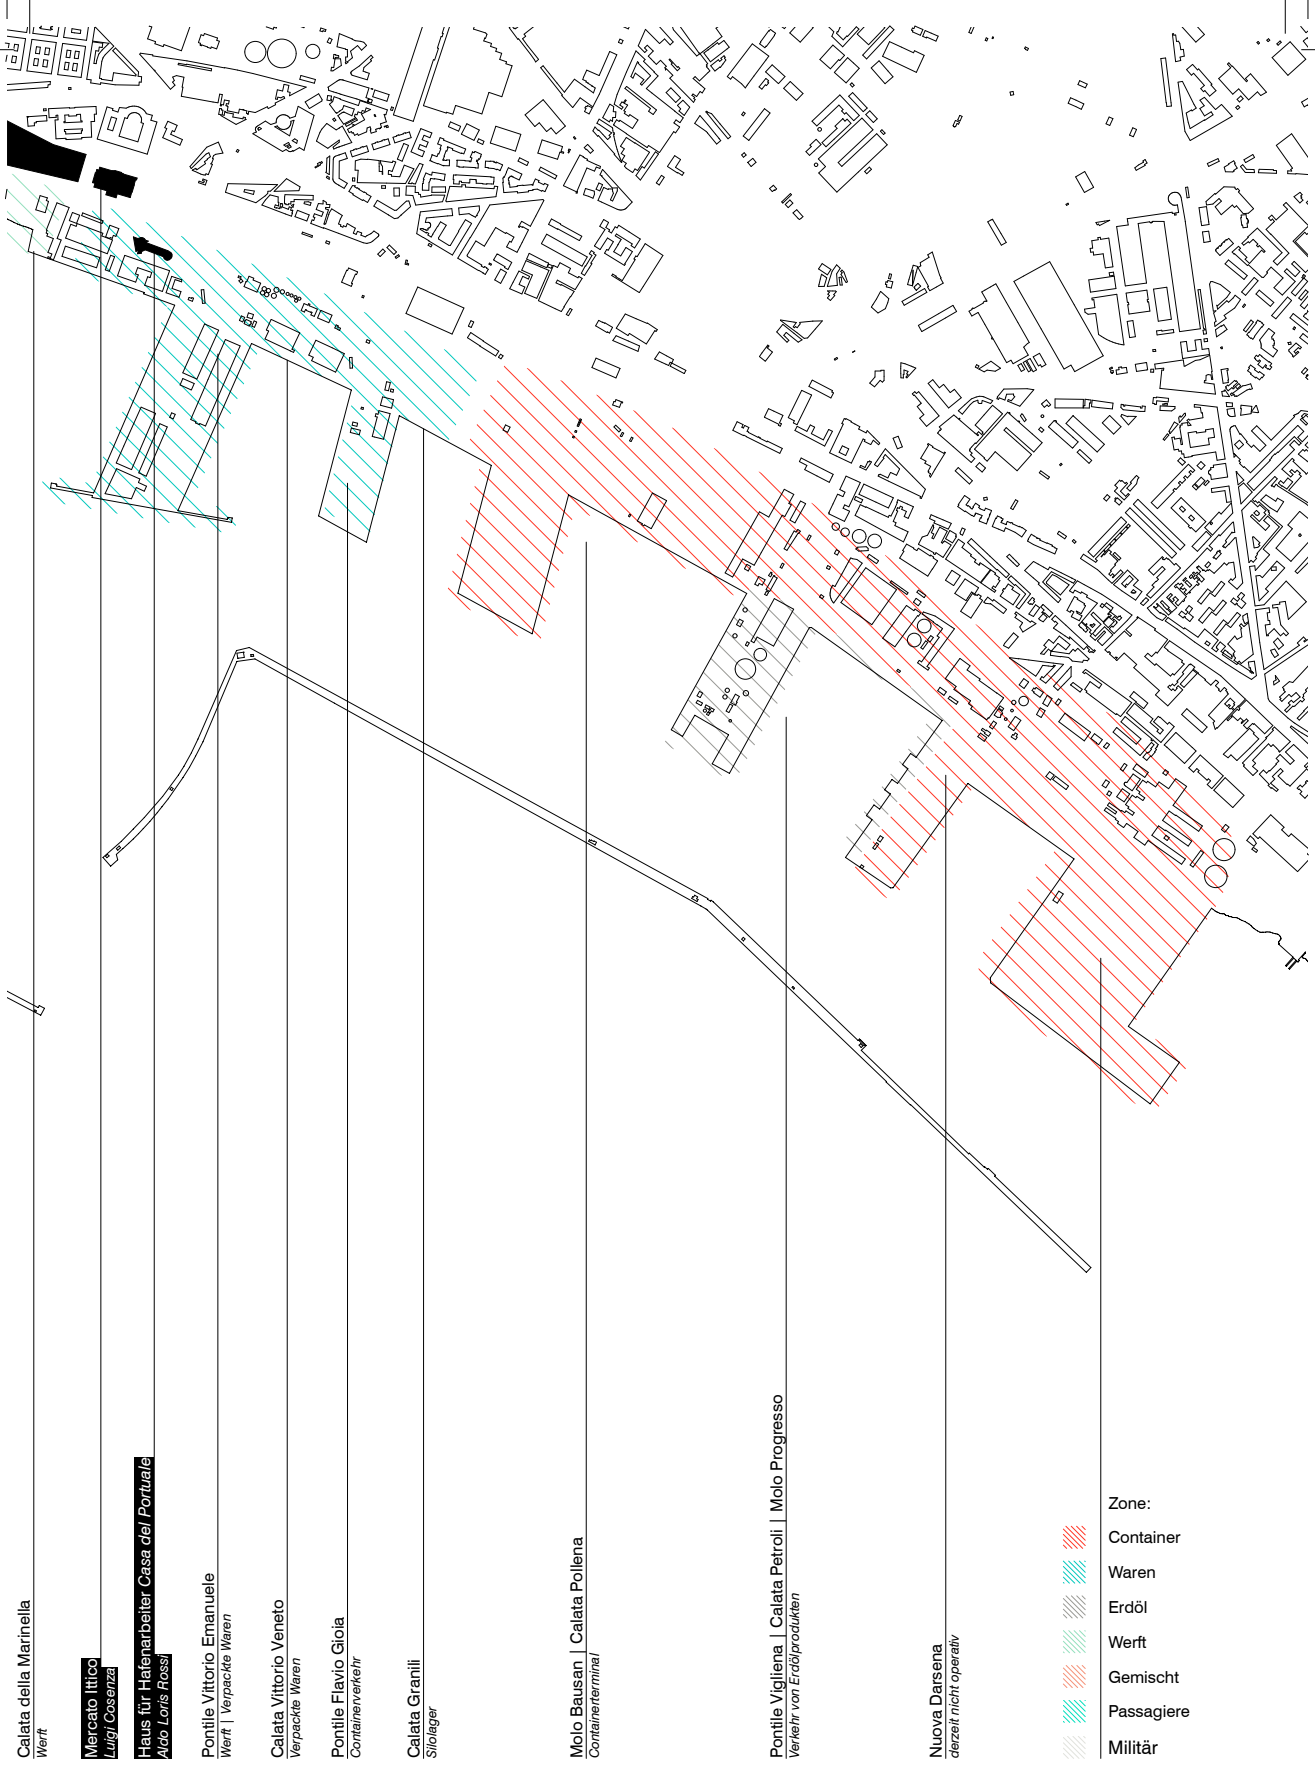 Calata della Marinella
Werft
Mercato Ittico
Luigi Cosenza
Haus für Hafenarbeiter Casa del Portuale
Aldo Loris Rossi
Pontile Vittorio Emanuele
Werft | Verpackte Waren
Calata Vittorio Veneto
Verpackte Waren
Pontile Flavio Gioia
Containerverkehr
Calata Granili
Silolager
Molo Bausan | Calata Pollena
Containerterminal
Pontile Vigliena | Calata Petroli | Molo Progresso
Verkehr von Erdölprodukten
Nuova Darsena
derzeit nicht operativ
Zone:
Container
Waren
Erdöl
Werft
Gemischt
Passagiere
Militär